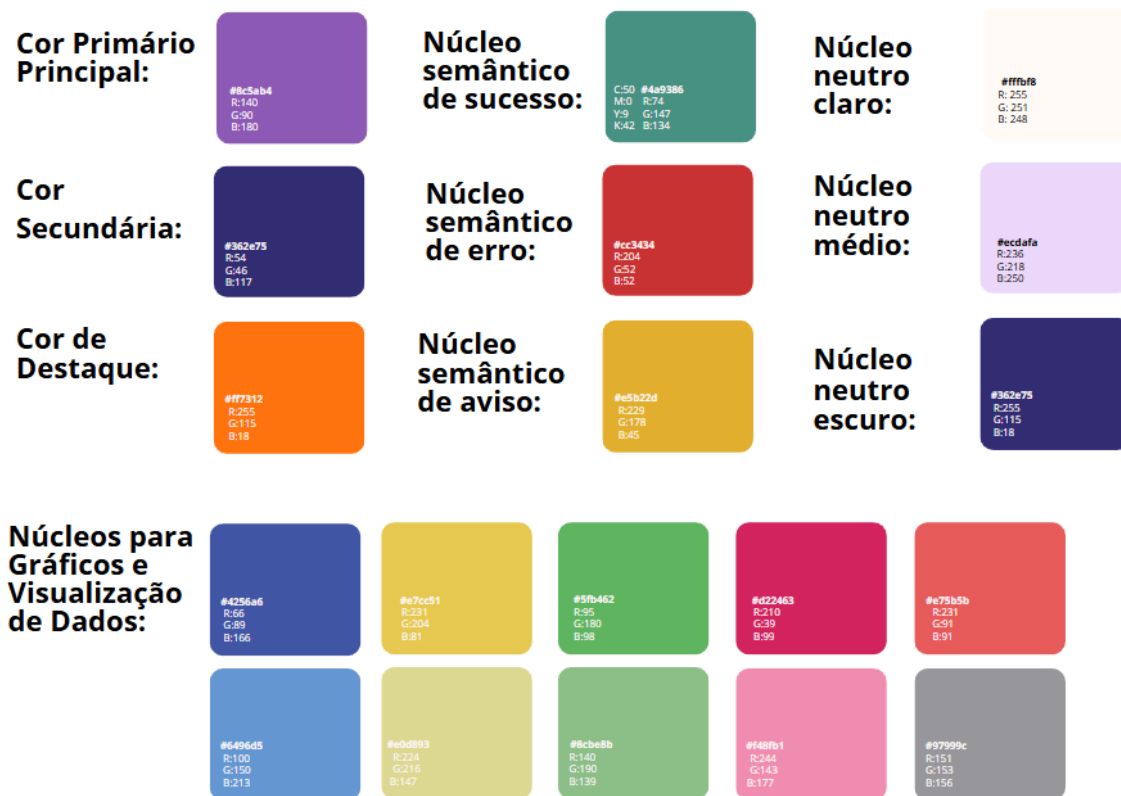 Cor Primário
Principal:
#8c5ab4
R:140
G:90
B:180
Núcleo
semântico
de sucesso:
C:50 #4a9386
M:0 R:74
Y:9 G:147
K:42 B:134
Núcleo
neutro
claro:
#fffbf8
R: 255
G: 251
B: 248
Cor
Secundária:
#362e75
R:54
G:46
B:117
Núcleo
semântico
de erro:
#cc3434
R:204
G:52
B:52
Núcleo
neutro
médio:
#ecdafa
R:236
G:218
B:250
Cor de
Destaque:
#ff7312
R:255
G:115
B:18
Núcleo
semântico
de aviso:
#e5b22d
R:229
G:178
B:45
Núcleo
neutro
escuro:
#362e75
R:255
G:115
B:18
Núcleos para
Gráficos e
Visualização
de Dados:
#4256a6
R:66
G:89
B:166
#e7cc51
R:231
G:204
B:81
#5fb462
R:95
G:180
B:98
#d22463
R:210
G:39
B:99
#e75b5b
R:231
G:91
B:91
#6496d5
R:100
G:150
B:213
#e0d893
R:224
G:216
B:147
#8cbe8b
R:140
G:190
B:139
#f48fb1
R:244
G:143
B:177
#97999c
R:151
G:153
B:156